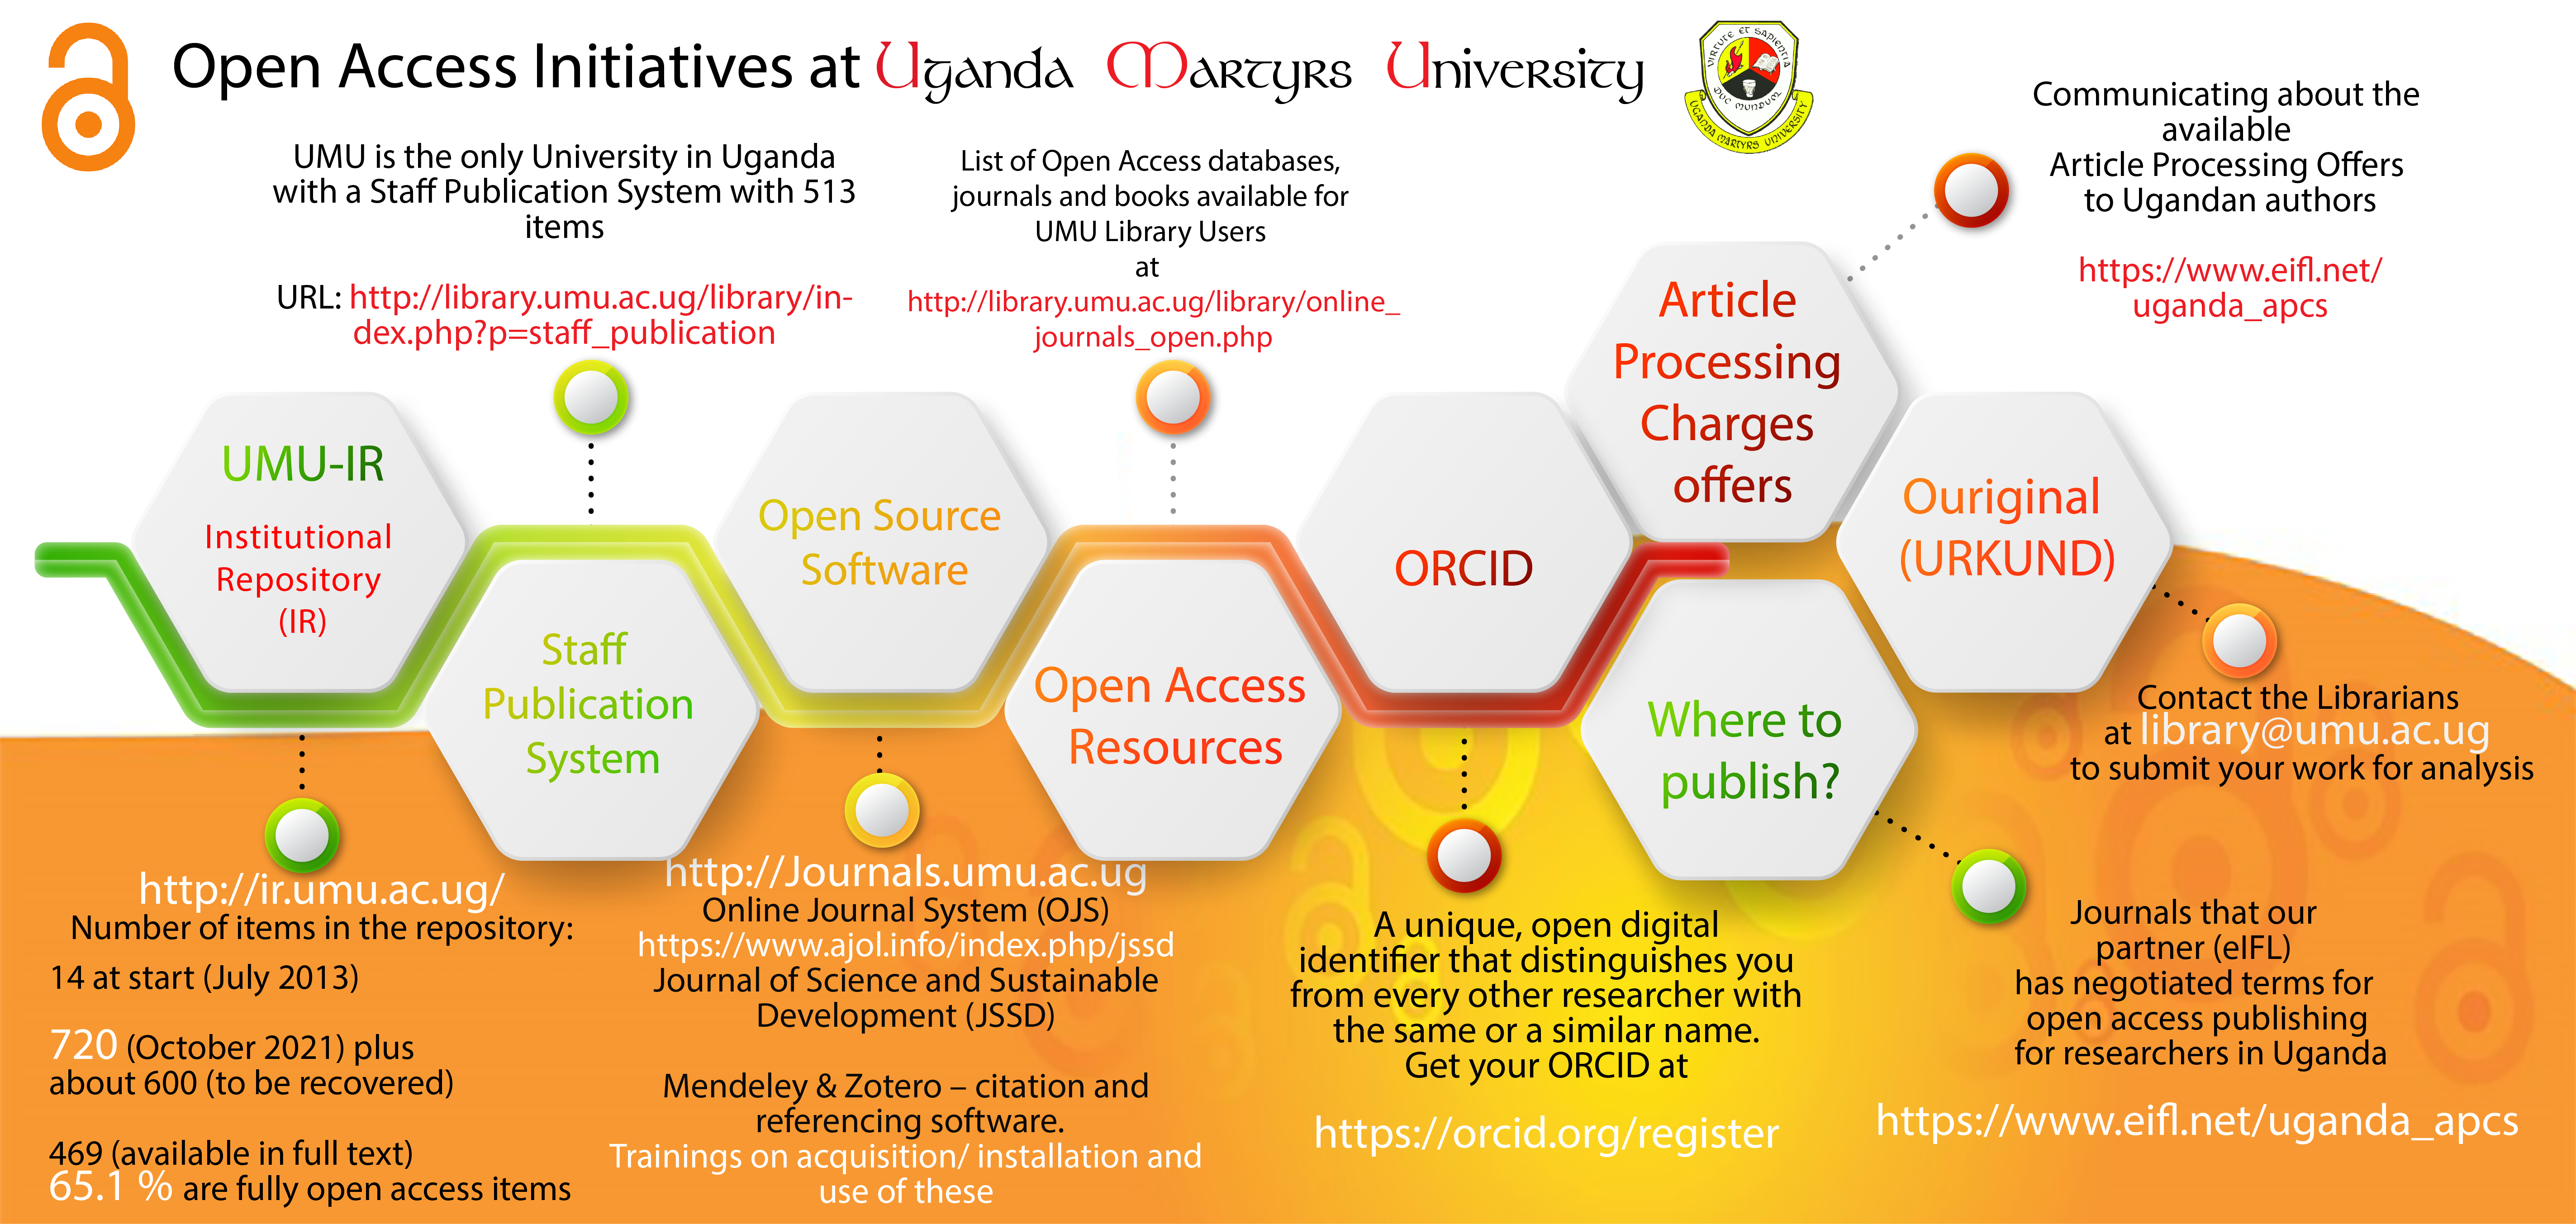 Open Access Initiatives at Uganda Martyrs University
VIRTUTE ET SAPIENTIA
DUC MUNDUM
UGANDA MARTYRS UNIVERSITY
UMU is the only University in Uganda
with a Staff Publication System with 513
items
URL: http://library.umu.ac.ug/library/in-
dex.php?p=staff_publication
List of Open Access databases,
journals and books available for
UMU Library Users
at
http://library.umu.ac.ug/library/online_
journals_open.php
Communicating about the
available
Article Processing Offers
to Ugandan authors
https://www.eifl.net/
uganda_apcs
UMU-IR
Institutional
Repository
(IR)
Staff
Publication
System
Open Source
Software
Open Access
Resources
ORCID
Article
Processing
Charges
offers
Where to
publish?
Ouriginal
(URKUND)
http://ir.umu.ac.ug/
Number of items in the repository:
14 at start (July 2013)
720 (October 2021) plus
about 600 (to be recovered)
469 (available in full text)
65.1 % are fully open access items
http://Journals.umu.ac.ug
Online Journal System (OJS)
https://www.ajol.info/index.php/jssd
Journal of Science and Sustainable
Development (JSSD)
Mendeley & Zotero – citation and
referencing software.
Trainings on acquisition/ installation and
use of these
A unique, open digital
identifier that distinguishes you
from every other researcher with
the same or a similar name.
Get your ORCID at
https://orcid.org/register
Contact the Librarians
at library@umu.ac.ug
to submit your work for analysis
Journals that our
partner (eIFL)
has negotiated terms for
open access publishing
for researchers in Uganda
https://www.eifl.net/uganda_apcs